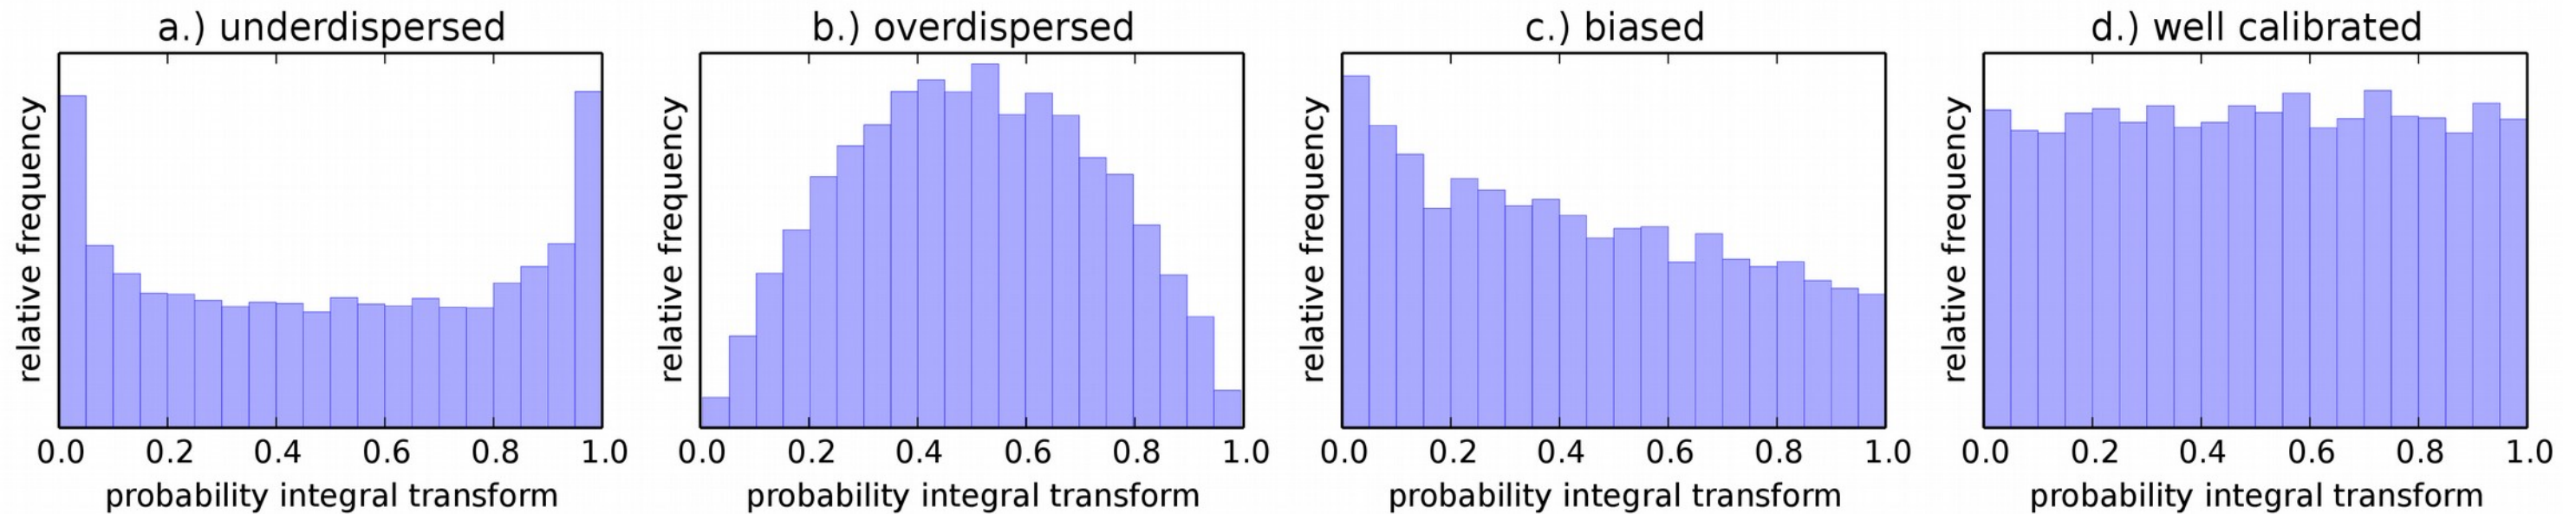 a.) underdispersed
relative frequency
0.0 0.2 0.4 0.6 0.8 1.0
probability integral transform
b.) overdispersed
relative frequency
0.0 0.2 0.4 0.6 0.8 1.0
probability integral transform
c.) biased
relative frequency
0.0 0.2 0.4 0.6 0.8 1.0
probability integral transform
d.) well calibrated
relative frequency
0.0 0.2 0.4 0.6 0.8 1.0
probability integral transform